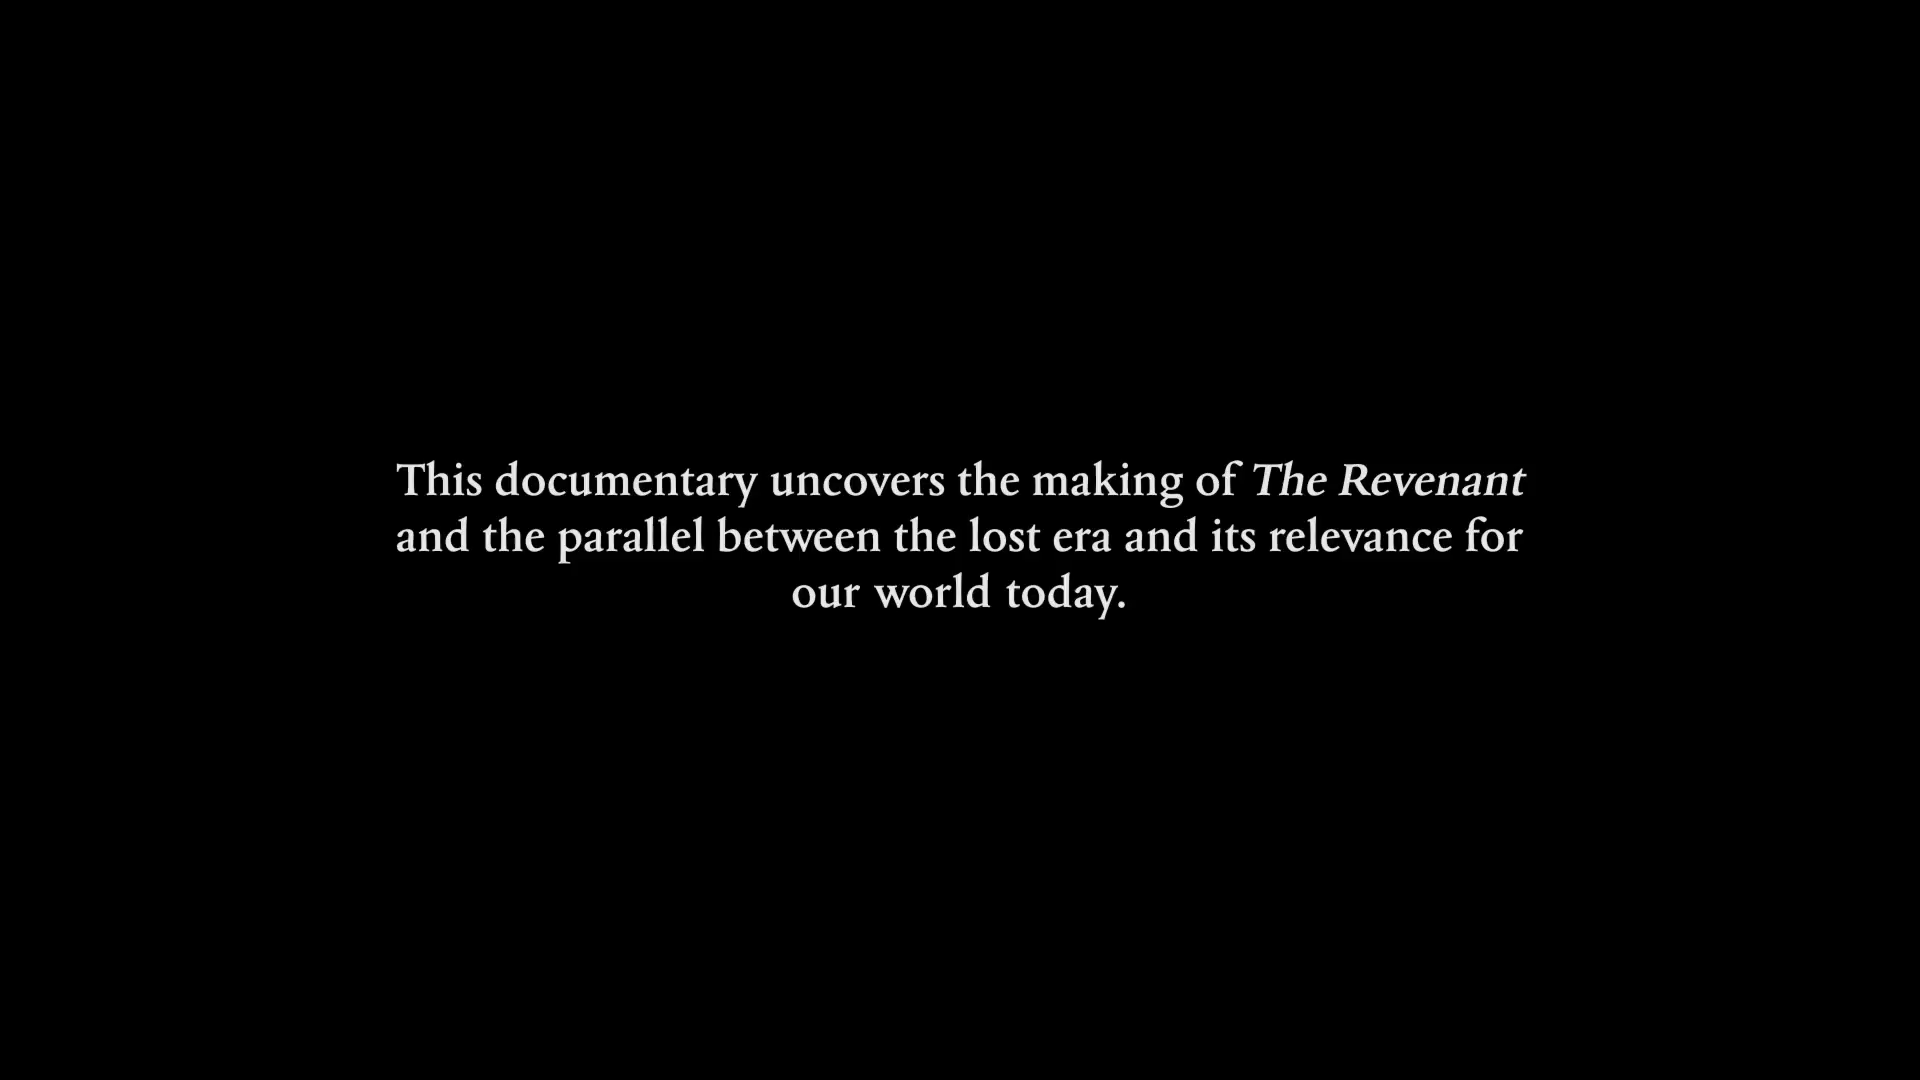 This documentary uncovers the making of The Revenant
and the parallel between the lost era and its relevance for
our world today.